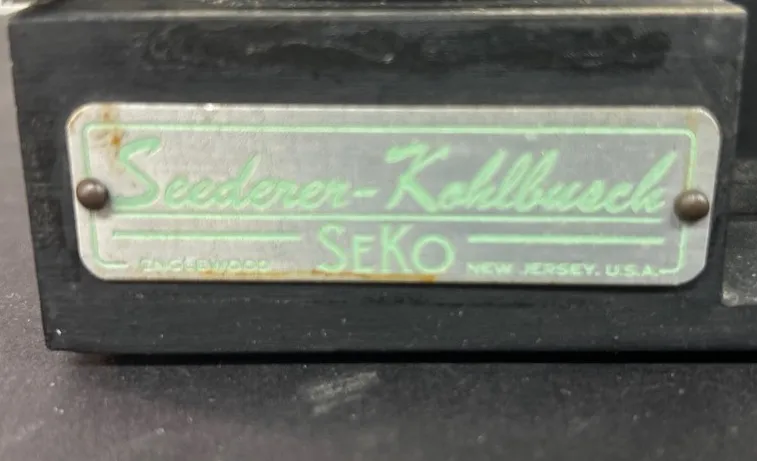 Seederer-Kohlbusch
SEKO
ENGLEWOOD NEW JERSEY. U.S.A.